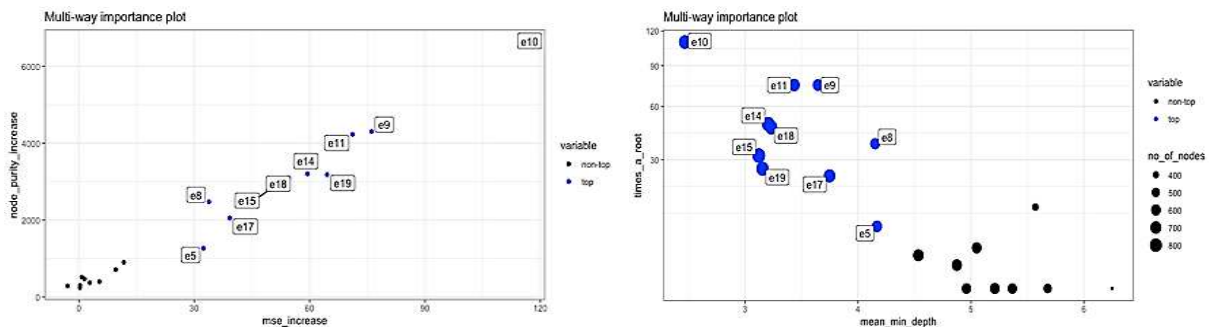 Multi-way importance plot
e10
6000
e9
e11
variable
non-top
top
node_purity_increase
4000
e14
e18
e19
e8
e15
2000
e17
e5
0
0
30
60
90
120
mse_increase
Multi-way importance plot
120
e10
90
e11
e9
variable
non-top
top
60
e14
e18
e8
times_a_root
e15
30
e19
e17
no_of_nodes
400
500
600
700
800
e5
3
4
5
6
mean_min_depth